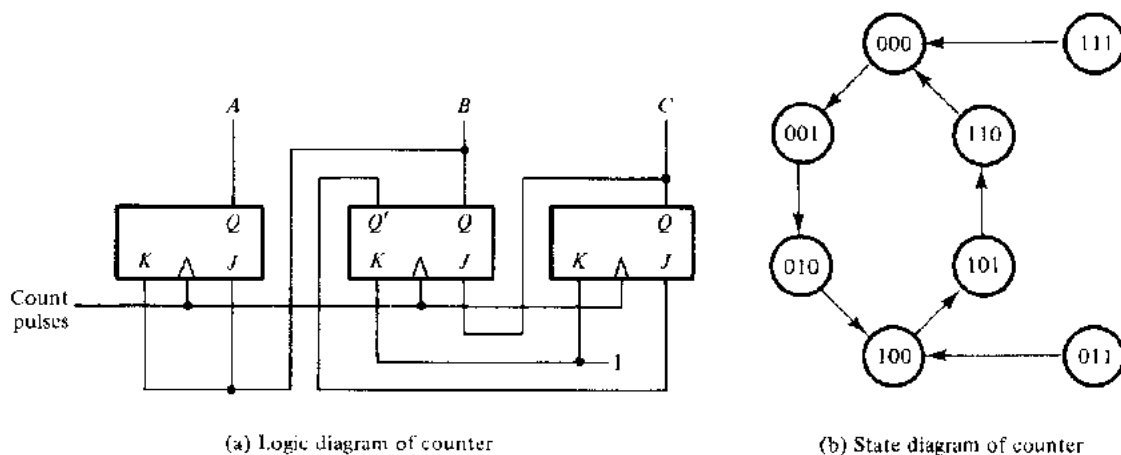 A B C
Q Q′ Q Q
K J K J K J
Count
pulses
1
(a) Logic diagram of counter
000 111
001 110
010 101
100 011
(b) State diagram of counter